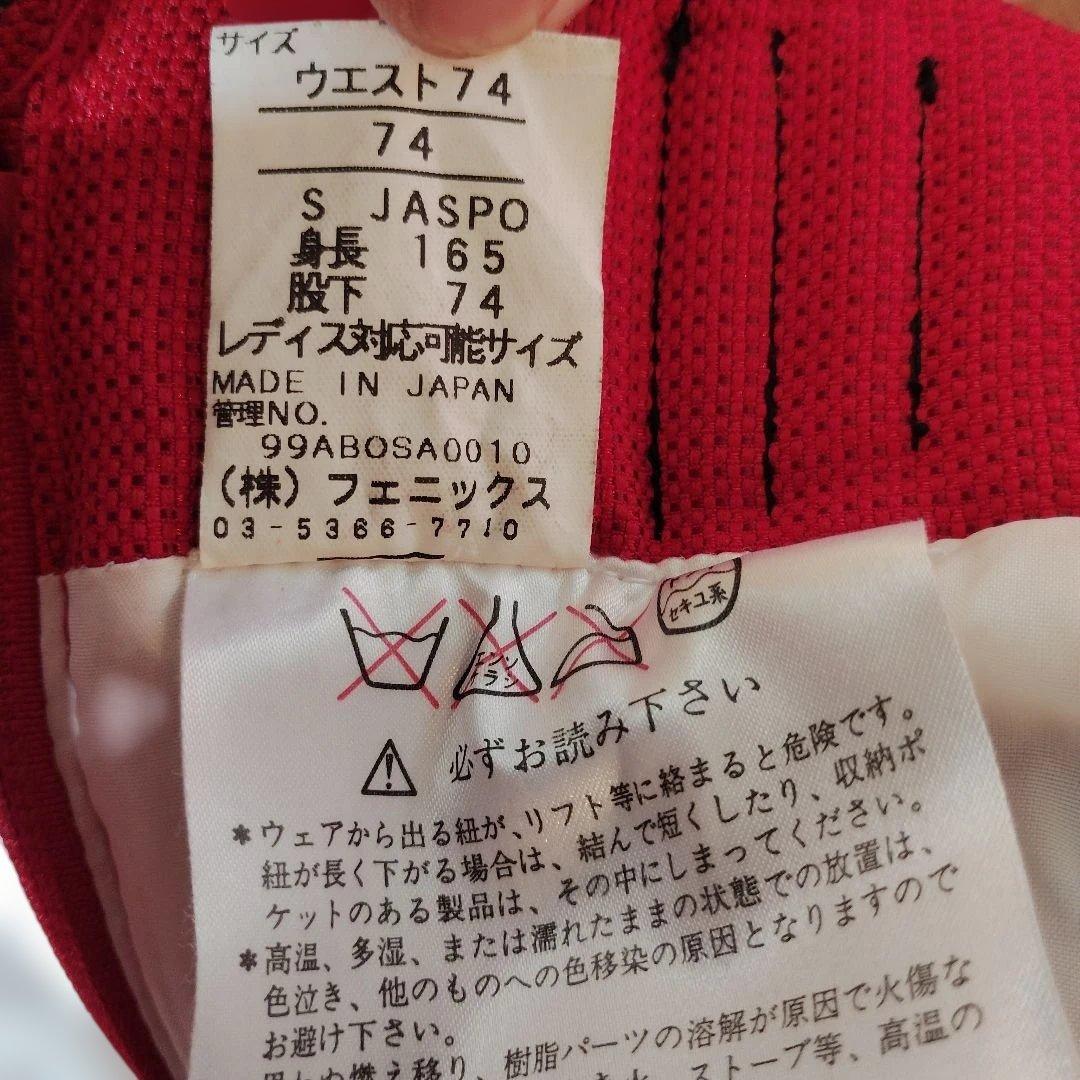 サイズ
ウエスト74
74
S JASPO
身長 165
股下 74
レディス対応可能サイズ
MADE IN JAPAN
管理NO.
99ABOSA0010
(株)フェニックス
03-5366-7710
エンソ
トラシ
セキユ系
必ずお読み下さい
*ウェアから出る紐が、リフト等に絡まると危険です。
紐が長く下がる場合は、結んで短くしたり、収納ポ
ケットのある製品は、その中にしまってください。
*高温、多湿、または濡れたままの状態での放置は、
色泣き、他のものへの色移染の原因となりますので
お避け下さい。
燃え移り、樹脂パーツの溶解が原因で火傷な
火、ストーブ等、高温の